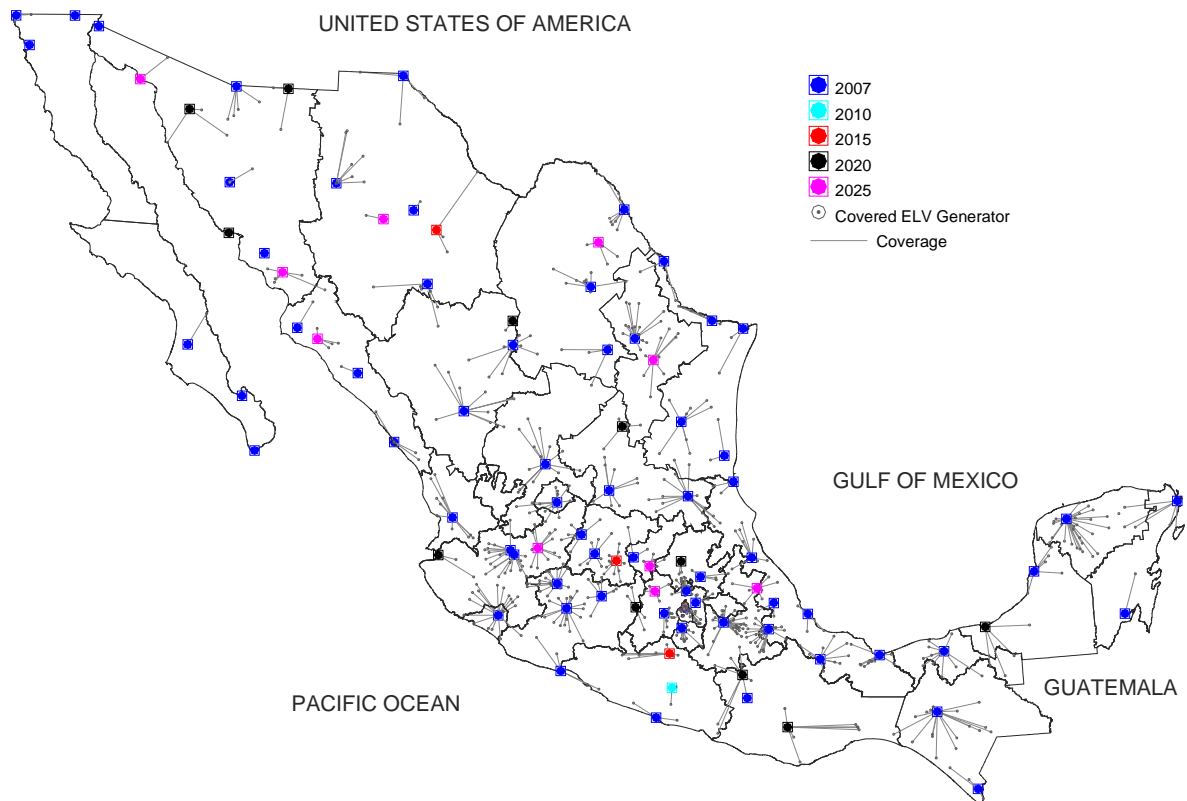 UNITED STATES OF AMERICA
2007
2010
2015
2020
2025
Covered ELV Generator
Coverage
GULF OF MEXICO
GUATEMALA
PACIFIC OCEAN